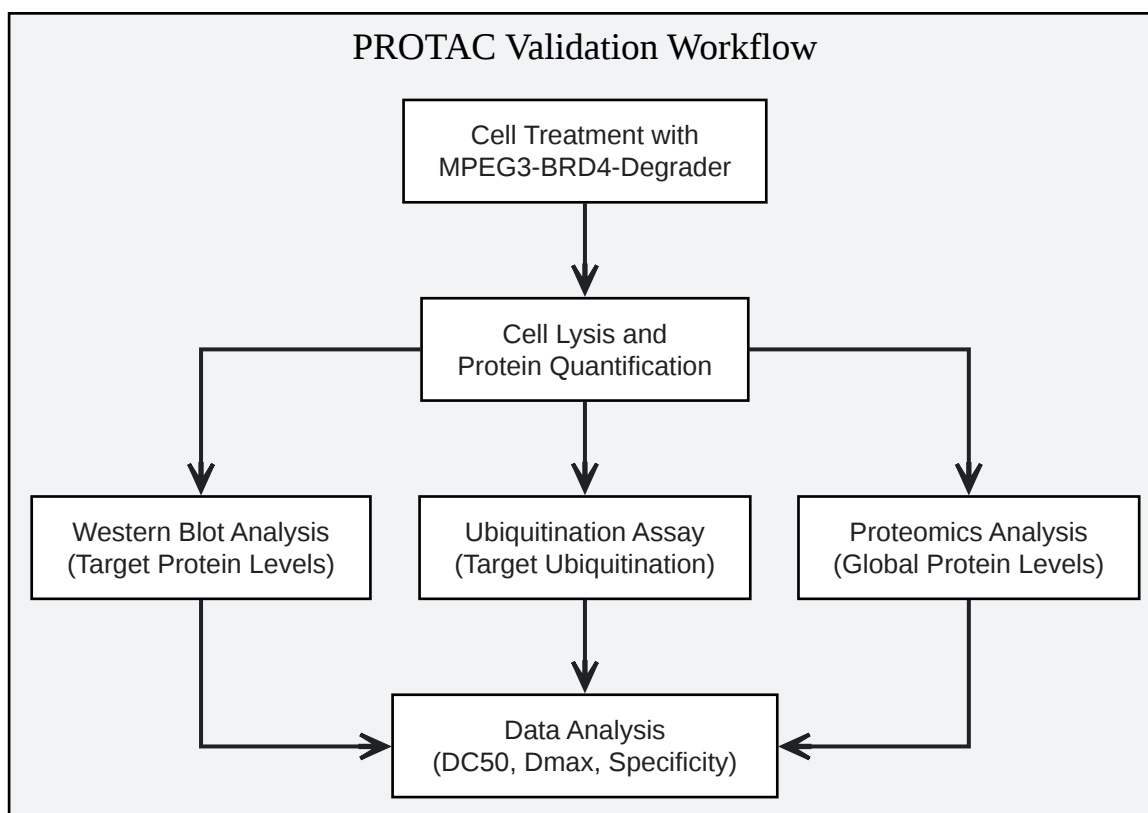 PROTAC Validation Workflow
Cell Treatment with
MPEG3-BRD4-Degrader
Cell Lysis and
Protein Quantification
Western Blot Analysis
(Target Protein Levels)
Ubiquitination Assay
(Target Ubiquitination)
Proteomics Analysis
(Global Protein Levels)
Data Analysis
(DC50, Dmax, Specificity)